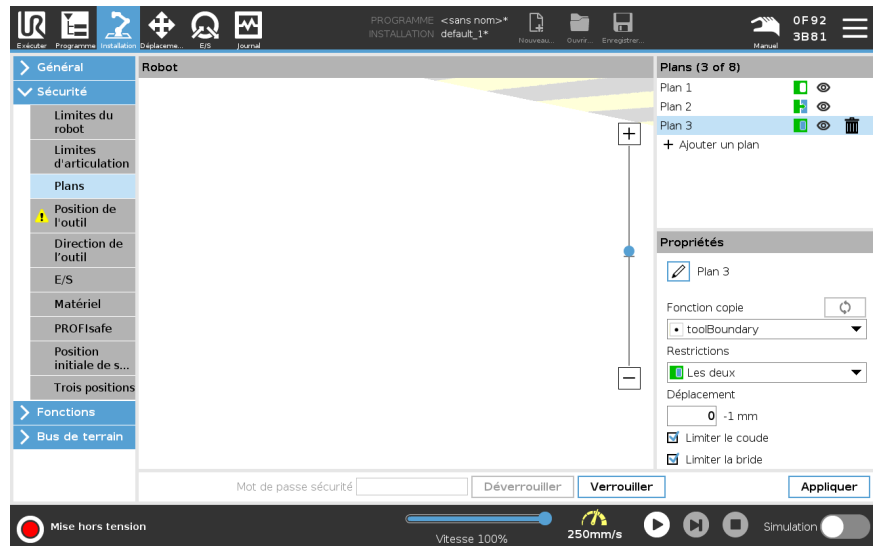 PROGRAMME <sans nom>*
INSTALLATION default_1*
Exécuter
Programme
Installation
Déplaceme...
E/S
Journal
Nouveau...
Ouvrir...
Enregistrer...
Manuel
0F92
3B81
Général
Sécurité
Limites du
robot
Limites
d'articulation
Plans
Position de
l'outil
Direction de
l'outil
E/S
Matériel
PROFIsafe
Position
initiale de s...
Trois positions
Fonctions
Bus de terrain
Robot
Plans (3 of 8)
Plan 1
Plan 2
Plan 3
Ajouter un plan
Propriétés
Plan 3
Fonction copie
toolBoundary
Restrictions
Les deux
Déplacement
0 -1 mm
Limiter le coude
Limiter la bride
Mot de passe sécurité
Déverrouiller
Verrouiller
Appliquer
Mise hors tension
Vitesse 100%
250mm/s
Simulation